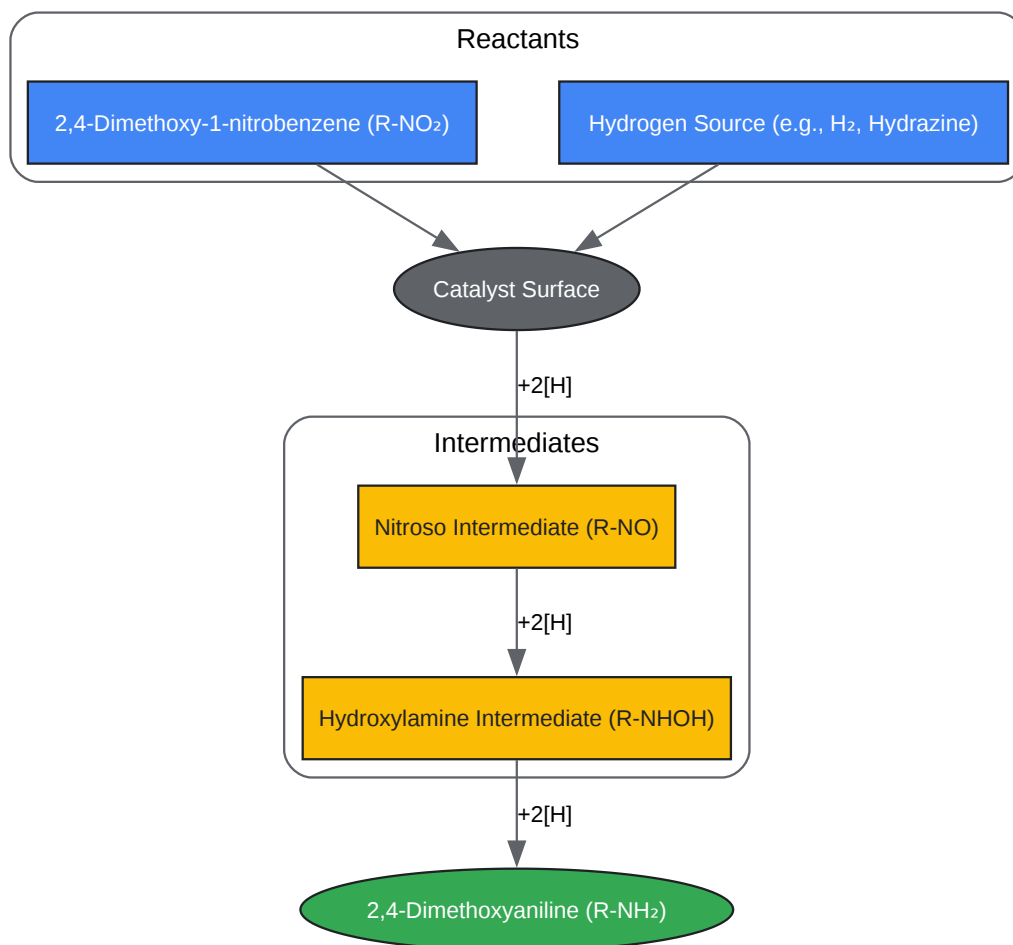 Reactants
2,4-Dimethoxy-1-nitrobenzene (R-NO₂)
Hydrogen Source (e.g., H₂, Hydrazine)
Catalyst Surface
+2[H]
Intermediates
Nitroso Intermediate (R-NO)
+2[H]
Hydroxylamine Intermediate (R-NHOH)
+2[H]
2,4-Dimethoxyaniline (R-NH₂)